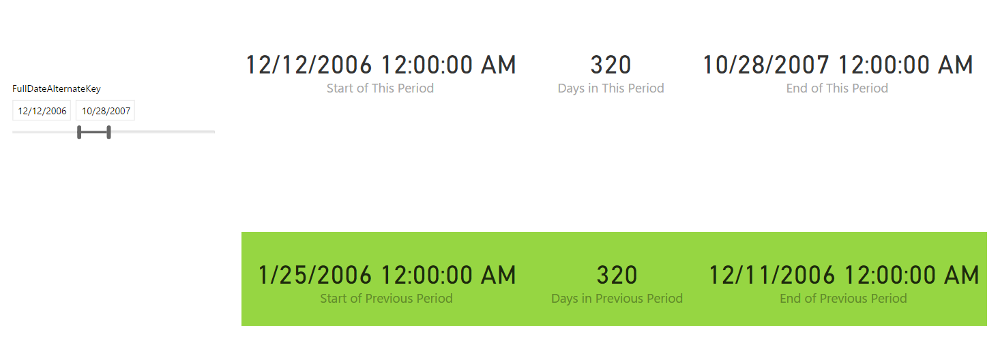 FullDateAlternateKey
12/12/2006 10/28/2007
12/12/2006 12:00:00 AM
Start of This Period
320
Days in This Period
10/28/2007 12:00:00 AM
End of This Period
1/25/2006 12:00:00 AM
Start of Previous Period
320
Days in Previous Period
12/11/2006 12:00:00 AM
End of Previous Period